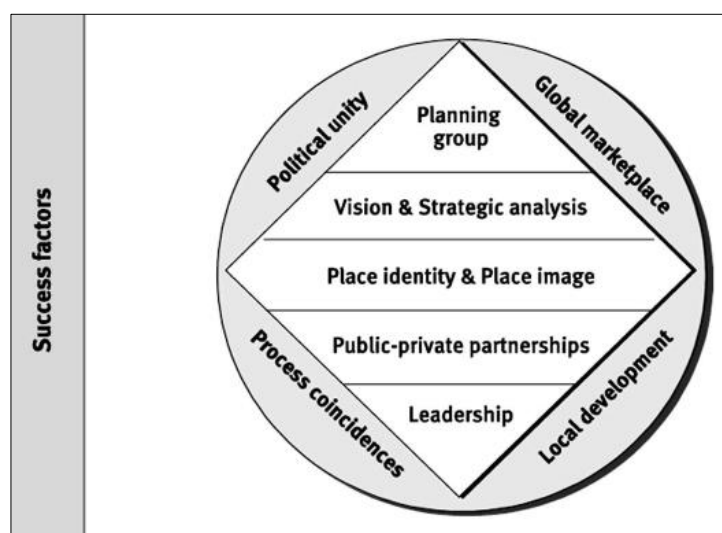 Success factors
Political unity
Global marketplace
Planning
group
Vision & Strategic analysis
Place identity & Place image
Public-private partnerships
Leadership
Process coincidences
Local development